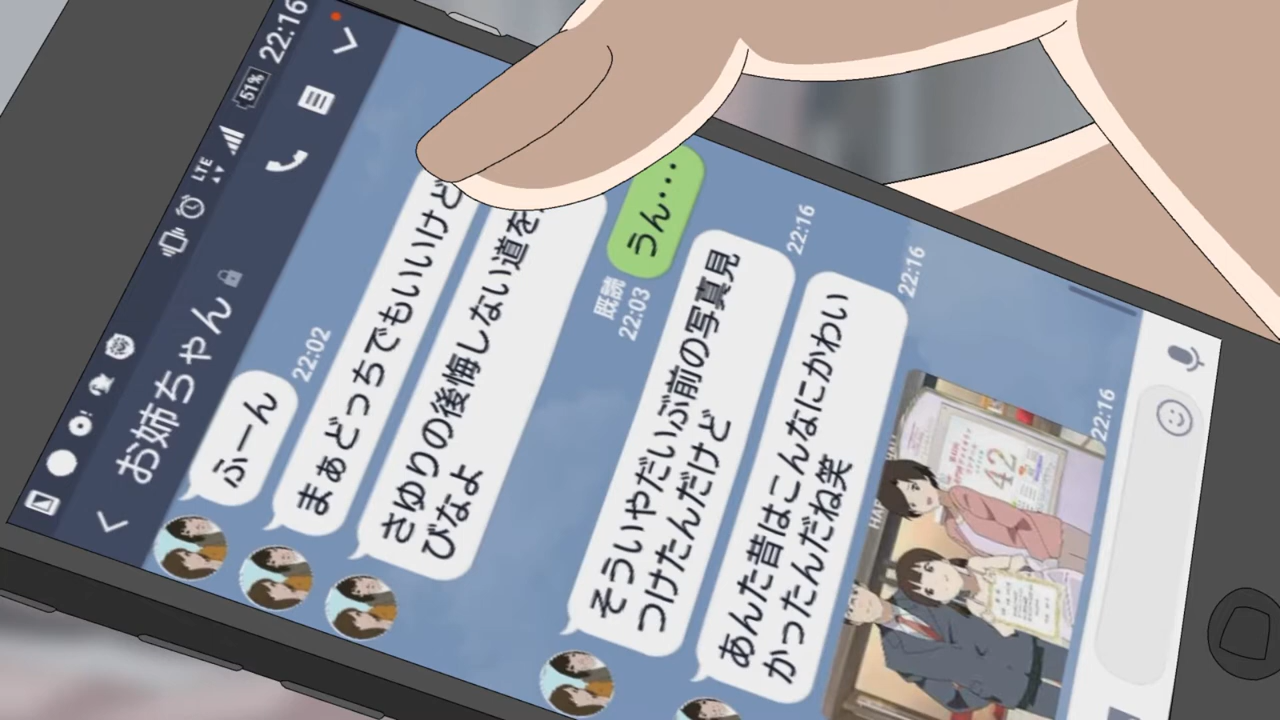 LTE 51% 22:16
お姉ちゃん
ふーん
22:02
まぁどっちでもいいけど
さゆりの後悔しない道を
びなよ
うん・・・・
既読
22:03
そういやだいぶ前の写真見
つけたんだけど
22:16
あんた昔はこんなにかわい
かったんだね笑
22:16
22:16
42